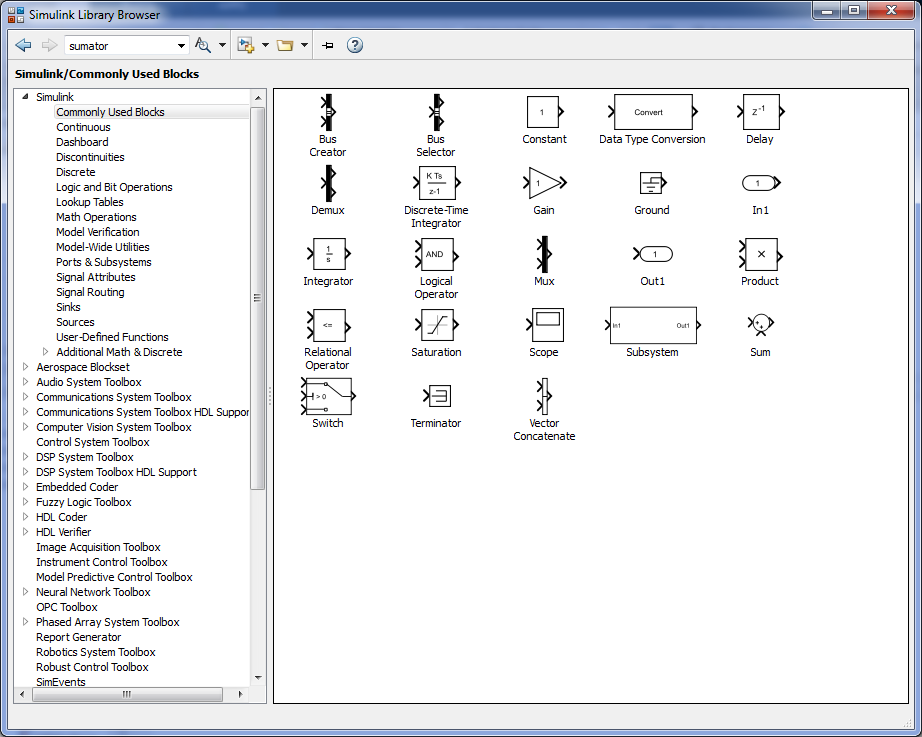 Simulink Library Browser
sumator
Simulink/Commonly Used Blocks
Simulink
Commonly Used Blocks
Continuous
Dashboard
Discontinuities
Discrete
Logic and Bit Operations
Lookup Tables
Math Operations
Model Verification
Model-Wide Utilities
Ports & Subsystems
Signal Attributes
Signal Routing
Sinks
Sources
User-Defined Functions
Additional Math & Discrete
Aerospace Blockset
Audio System Toolbox
Communications System Toolbox
Communications System Toolbox HDL Suppor
Computer Vision System Toolbox
Control System Toolbox
DSP System Toolbox
DSP System Toolbox HDL Support
Embedded Coder
Fuzzy Logic Toolbox
HDL Coder
HDL Verifier
Image Acquisition Toolbox
Instrument Control Toolbox
Model Predictive Control Toolbox
Neural Network Toolbox
OPC Toolbox
Phased Array System Toolbox
Report Generator
Robotics System Toolbox
Robust Control Toolbox
SimEvents
Bus
Creator
Bus
Selector
1
Constant
Convert
Data Type Conversion
z-1
Delay
Demux
K Ts
z-1
Discrete-Time
Integrator
1
Gain
Ground
1
In1
1
s
Integrator
AND
Logical
Operator
Mux
1
Out1
×
Product
<=
Relational
Operator
Saturation
Scope
In1 Out1
Subsystem
+ +
Sum
> 0
Switch
Terminator
Vector
Concatenate